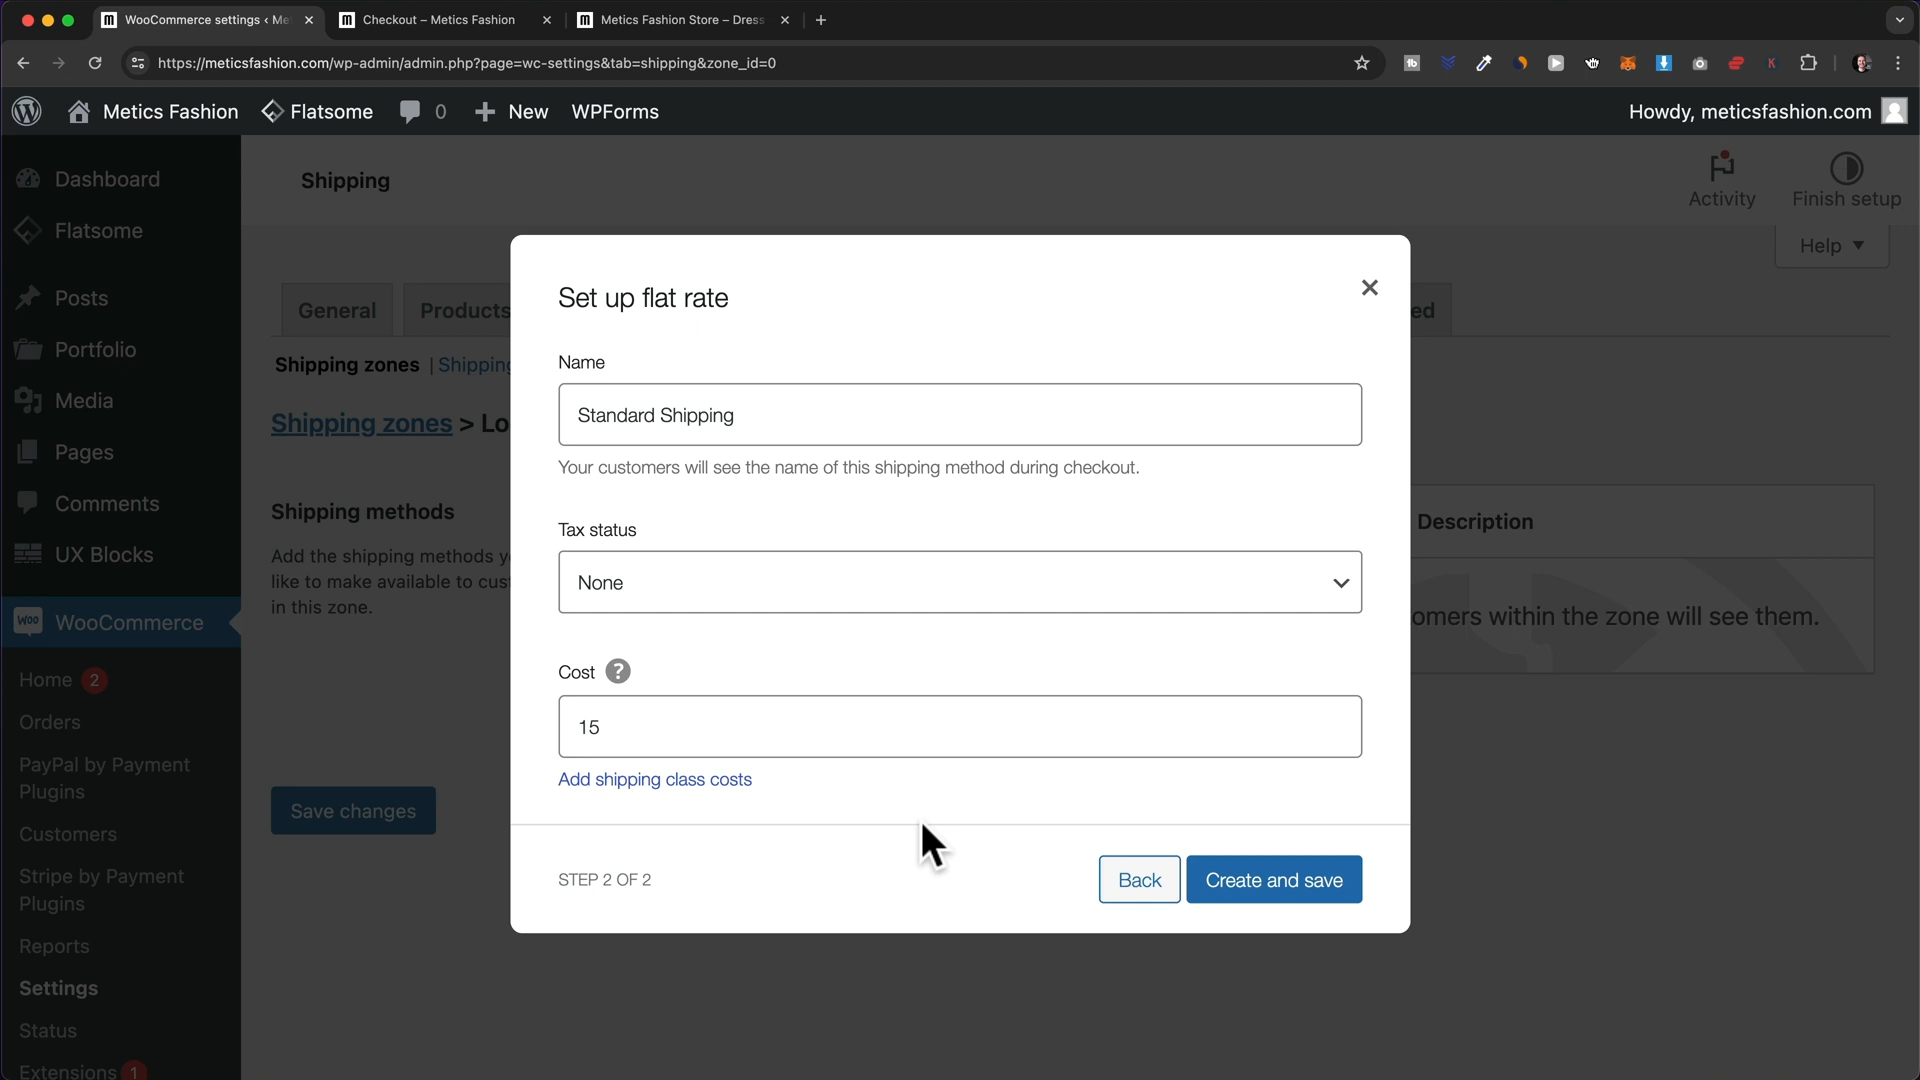 WooCommerce settings ‹ Me
Checkout – Metics Fashion
Metics Fashion Store – Dress
https://meticsfashion.com/wp-admin/admin.php?page=wc-settings&tab=shipping&zone_id=0
Metics Fashion
Flatsome
0
New
WPForms
Howdy, meticsfashion.com
Dashboard
Flatsome
Posts
Portfolio
Media
Pages
Comments
UX Blocks
WooCommerce
Home 2
Orders
PayPal by Payment
Plugins
Customers
Stripe by Payment
Plugins
Reports
Settings
Status
Extensions 1
Shipping
Activity
Finish setup
Help
General
Products
ed
Shipping zones | Shipping
Shipping zones > Lo
Shipping methods
Add the shipping methods y
like to make available to cus
in this zone.
Save changes
Description
omers within the zone will see them.
Set up flat rate
Name
Standard Shipping
Your customers will see the name of this shipping method during checkout.
Tax status
None
Cost ?
15
Add shipping class costs
STEP 2 OF 2
Back
Create and save